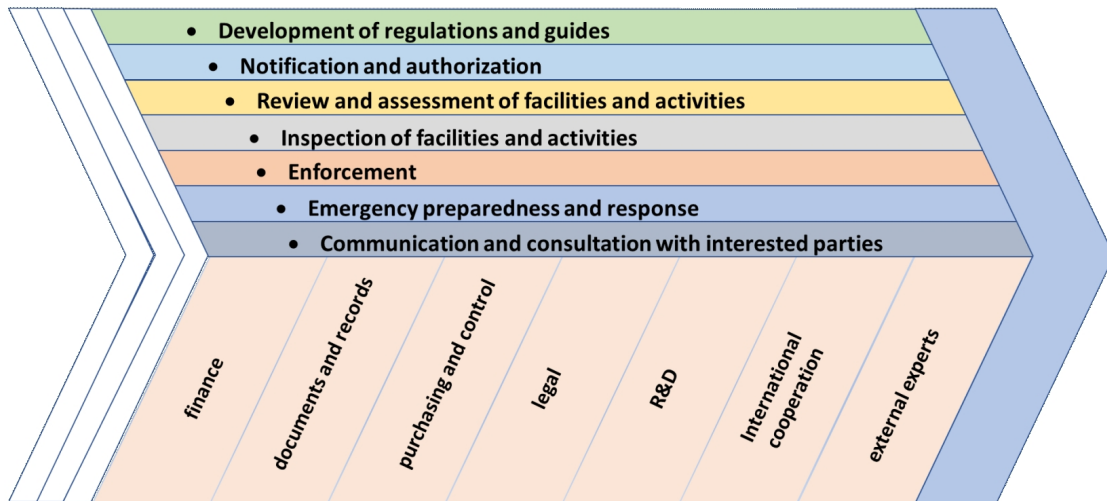 • Development of regulations and guides
• Notification and authorization
• Review and assessment of facilities and activities
• Inspection of facilities and activities
• Enforcement
• Emergency preparedness and response
• Communication and consultation with interested parties
finance
documents and records
purchasing and control
legal
R&D
International
cooperation
external experts